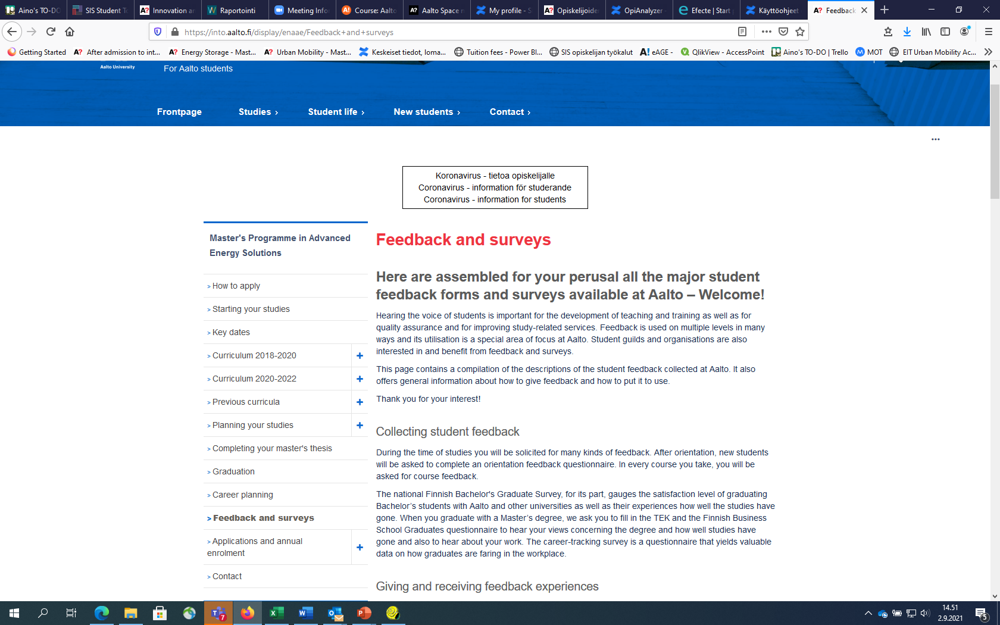 Aino's TO-DO
SIS Student To
Innovation an
Raportointi
Meeting Infor
Course: Aalto
Aalto Space n
My profile - S
Opiskelijoiden
OpiAnalyzer -
Efecte | Start p
Käyttöohjeet
Feedback
https://into.aalto.fi/display/enaae/Feedback+and+surveys
Getting Started
After admission to int...
Energy Storage - Mast...
Urban Mobility - Mast...
Keskeiset tiedot, loma...
Tuition fees - Power BI...
SIS opiskelijan työkalut
eAGE -
QlikView - AccessPoint
Aino's TO-DO | Trello
MOT
EIT Urban Mobility Ac...
Aalto University
For Aalto students
Frontpage
Studies ›
Student life ›
New students ›
Contact ›
Koronavirus - tietoa opiskelijalle
Coronavirus - information för studerande
Coronavirus - information for students
Master's Programme in Advanced
Energy Solutions
> How to apply
> Starting your studies
> Key dates
> Curriculum 2018-2020
> Curriculum 2020-2022
> Previous curricula
> Planning your studies
> Completing your master's thesis
> Graduation
> Career planning
> Feedback and surveys
> Applications and annual
enrolment
> Contact
Feedback and surveys
Here are assembled for your perusal all the major student
feedback forms and surveys available at Aalto – Welcome!
Hearing the voice of students is important for the development of teaching and training as well as for
quality assurance and for improving study-related services. Feedback is used on multiple levels in many
ways and its utilisation is a special area of focus at Aalto. Student guilds and organisations are also
interested in and benefit from feedback and surveys.
This page contains a compilation of the descriptions of the student feedback collected at Aalto. It also
offers general information about how to give feedback and how to put it to use.
Thank you for your interest!
Collecting student feedback
During the time of studies you will be solicited for many kinds of feedback. After orientation, new students
will be asked to complete an orientation feedback questionnaire. In every course you take, you will be
asked for course feedback.
The national Finnish Bachelor's Graduate Survey, for its part, gauges the satisfaction level of graduating
Bachelor’s students with Aalto and other universities as well as their experiences how well the studies have
gone. When you graduate with a Master’s degree, we ask you to fill in the TEK and the Finnish Business
School Graduates questionnaire to hear your views concerning the degree and how well studies have
gone and also to hear about your work. The career-tracking survey is a questionnaire that yields valuable
data on how graduates are faring in the workplace.
Giving and receiving feedback experiences
7
14.51
2.9.2021
5